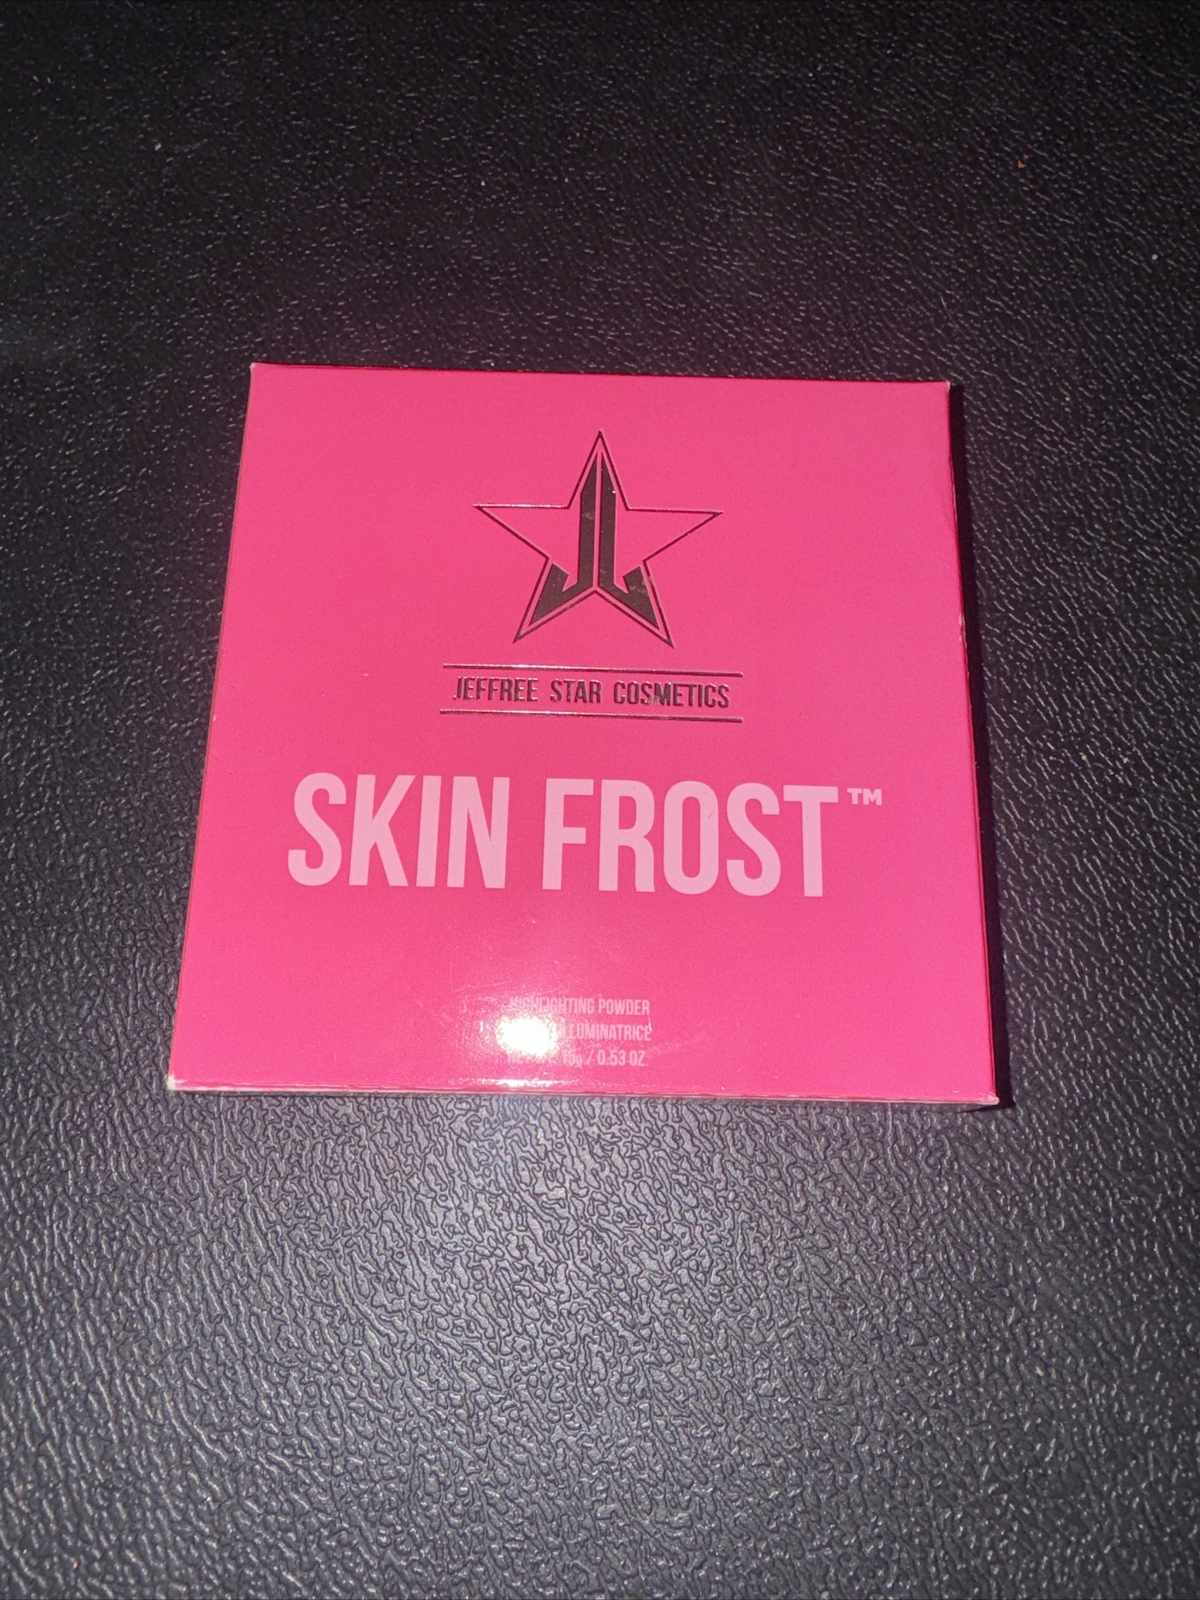 JEFFREE STAR COSMETICS
SKIN FROST™
HIGHLIGHTING POWDER
LUMINATRICE
15g / 0.53 OZ.